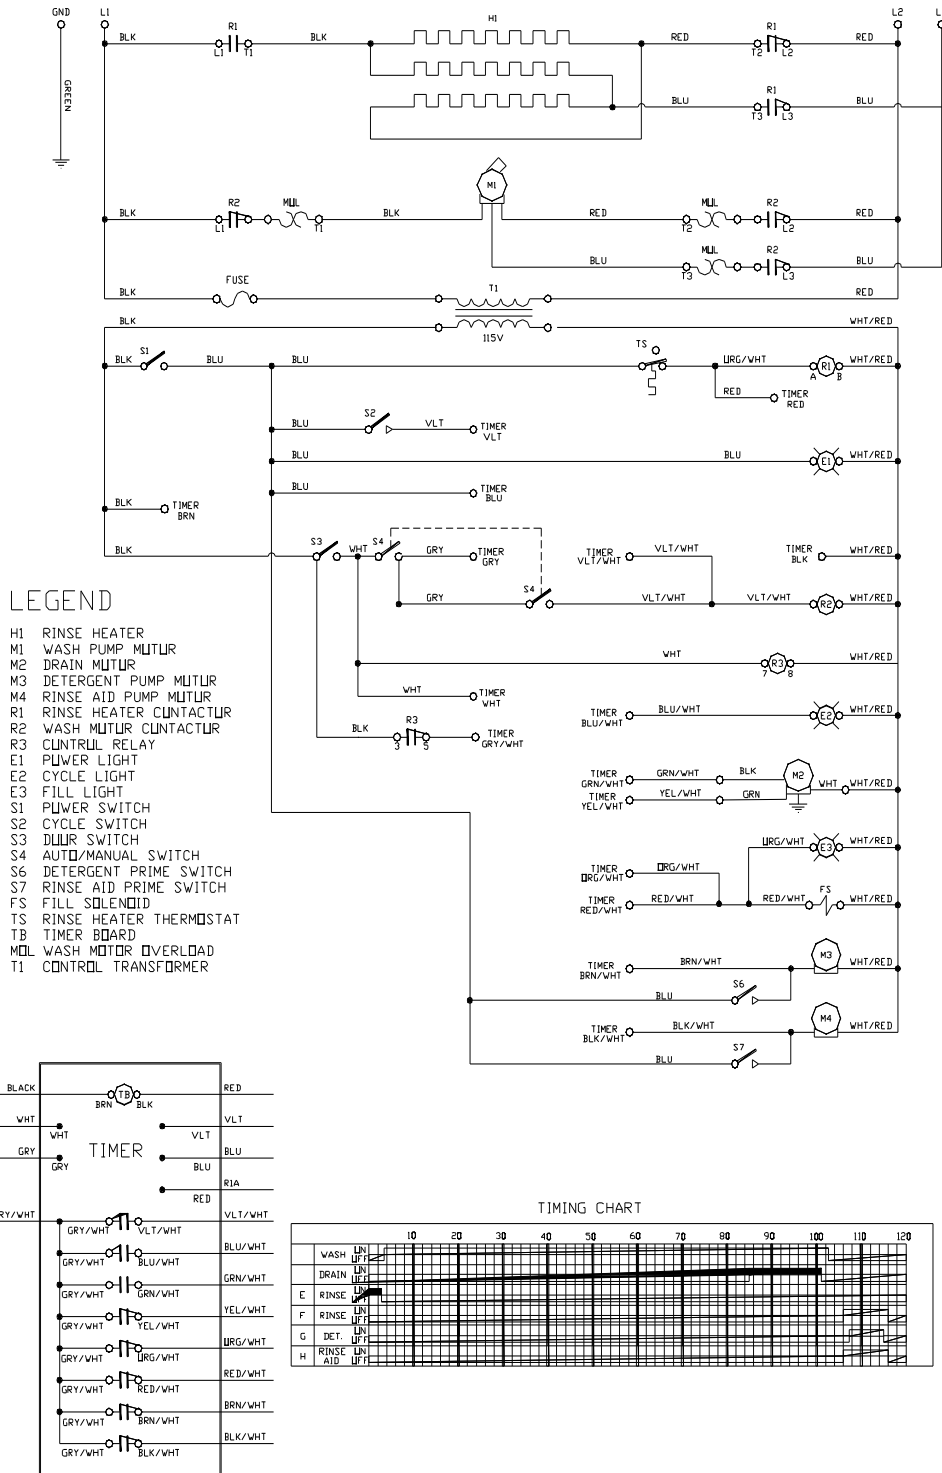 GND L1 H1 L2 L
BLK R1 BLK RED R1 RED
L1 T1 T2 L2
GREEN
R1
BLU BLU
T3 L3
M1
BLK R2 MOL BLK RED MOL R2 RED
L1 T1 T2 L2
MOL R2
BLU BLU
T3 L3
FUSE T1
BLK RED
BLK WHT/RED
115V
S1 TS
BLK BLU BLU ORG/WHT R1 WHT/RED
A B
RED TIMER
RED
S2
BLU VLT TIMER
VLT
BLU BLU E1 WHT/RED
BLU TIMER
BLU
BLK TIMER
BRN
BLK S3 WHT S4 GRY TIMER
GRY
TIMER
VLT/WHT
VLT/WHT
TIMER
BLK
WHT/RED
GRY S4 VLT/WHT VLT/WHT R2 WHT/RED
WHT R3 WHT/RED
7 8
WHT TIMER
WHT
TIMER
BLU/WHT
BLU/WHT E2 WHT/RED
BLK R3 TIMER
GRY/WHT
3 5
TIMER
GRN/WHT
GRN/WHT BLK M2
TIMER
YEL/WHT
YEL/WHT GRN WHT WHT/RED
ORG/WHT E3 WHT/RED
TIMER
ORG/WHT
ORG/WHT
TIMER
RED/WHT
RED/WHT RED/WHT FS WHT/RED
TIMER
BRN/WHT
BRN/WHT M3 WHT/RED
BLU S6
TIMER
BLK/WHT
BLK/WHT M4 WHT/RED
BLU S7
LEGEND
H1 RINSE HEATER
M1 WASH PUMP MOTOR
M2 DRAIN MOTOR
M3 DETERGENT PUMP MOTOR
M4 RINSE AID PUMP MOTOR
R1 RINSE HEATER CONTACTOR
R2 WASH MOTOR CONTACTOR
R3 CONTROL RELAY
E1 POWER LIGHT
E2 CYCLE LIGHT
E3 FILL LIGHT
S1 POWER SWITCH
S2 CYCLE SWITCH
S3 DOOR SWITCH
S4 AUTO/MANUAL SWITCH
S6 DETERGENT PRIME SWITCH
S7 RINSE AID PRIME SWITCH
FS FILL SOLENOID
TS RINSE HEATER THERMOSTAT
TB TIMER BOARD
MOL WASH MOTOR OVERLOAD
T1 CONTROL TRANSFORMER
BLACK TB RED
BRN BLK
WHT VLT
WHT VLT
TIMER
GRY BLU
GRY BLU
R1A
RED
RY/WHT VLT/WHT
GRY/WHT VLT/WHT
BLU/WHT
GRY/WHT BLU/WHT
GRN/WHT
GRY/WHT GRN/WHT
YEL/WHT
GRY/WHT YEL/WHT
ORG/WHT
GRY/WHT ORG/WHT
RED/WHT
GRY/WHT RED/WHT
BRN/WHT
GRY/WHT BRN/WHT
BLK/WHT
GRY/WHT BLK/WHT
TIMING CHART
10 20 30 40 50 60 70 80 90 100 110 120
WASH ON
OFF
DRAIN ON
OFF
E RINSE ON
OFF
F RINSE ON
OFF
G DET. ON
OFF
H RINSE AID ON
OFF